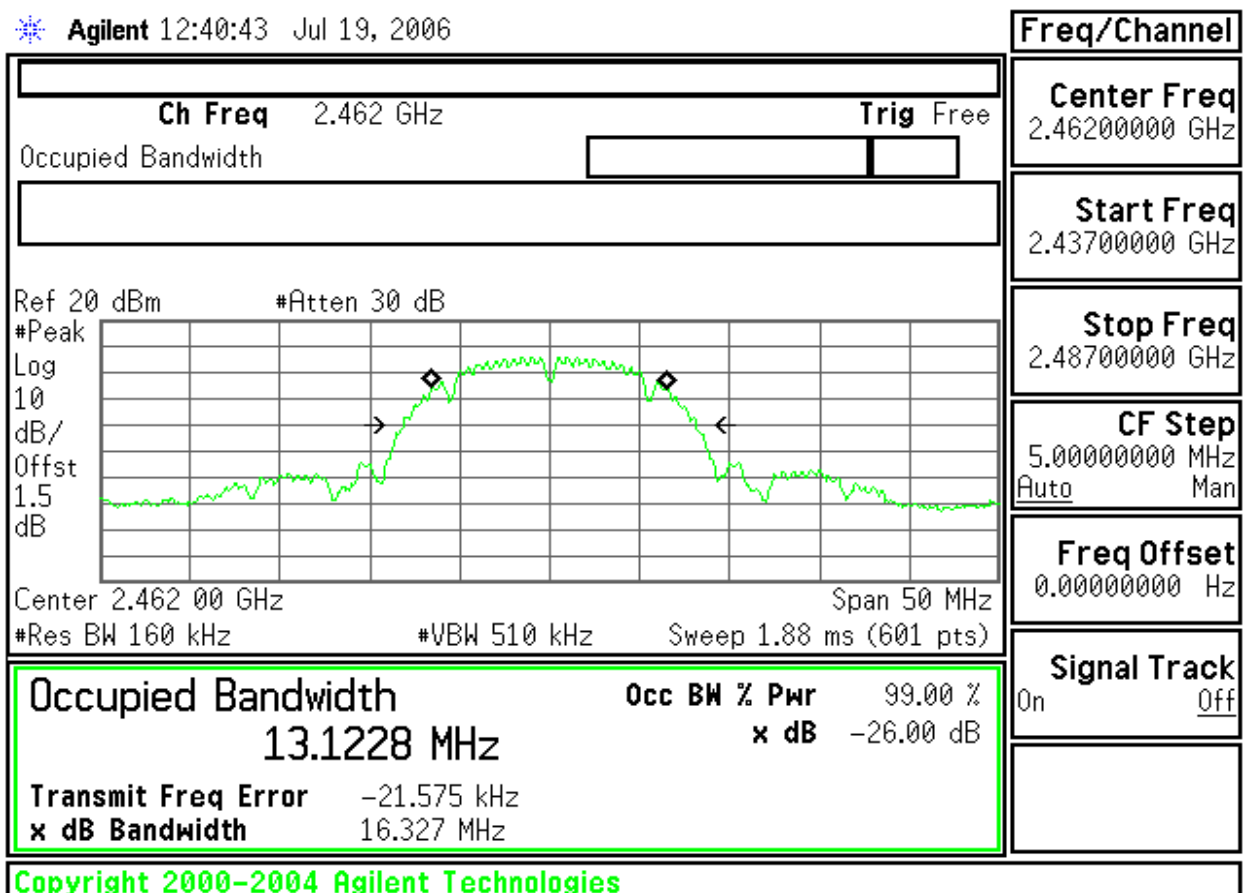 Agilent 12:40:43 Jul 19, 2006
Freq/Channel
Ch Freq 2.462 GHz Trig Free
Occupied Bandwidth
Center Freq
2.46200000 GHz
Start Freq
2.43700000 GHz
Stop Freq
2.48700000 GHz
CF Step
5.00000000 MHz
Auto Man
Freq Offset
0.00000000 Hz
Signal Track
On Off
Ref 20 dBm #Atten 30 dB
#Peak
Log
10
dB/
Offst
1.5
dB
Center 2.462 00 GHz Span 50 MHz
#Res BW 160 kHz #VBW 510 kHz Sweep 1.88 ms (601 pts)
Occupied Bandwidth Occ BW % Pwr 99.00 %
13.1228 MHz x dB -26.00 dB
Transmit Freq Error -21.575 kHz
x dB Bandwidth 16.327 MHz
Copyright 2000-2004 Agilent Technologies